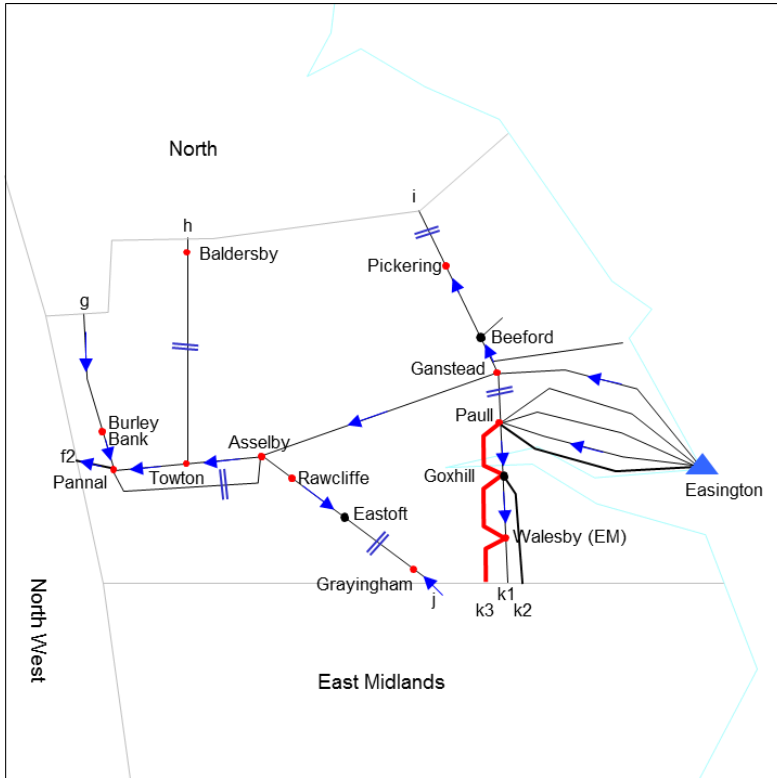 North
i
h
Baldersby
Pickering
g
Beeford
Ganstead
Burley
Bank
Paull
Asselby
f2
Pannal
Towton
Rawcliffe
Goxhill
Easington
Eastoft
Walesby (EM)
Grayingham
j
k1
k3
k2
North West
East Midlands